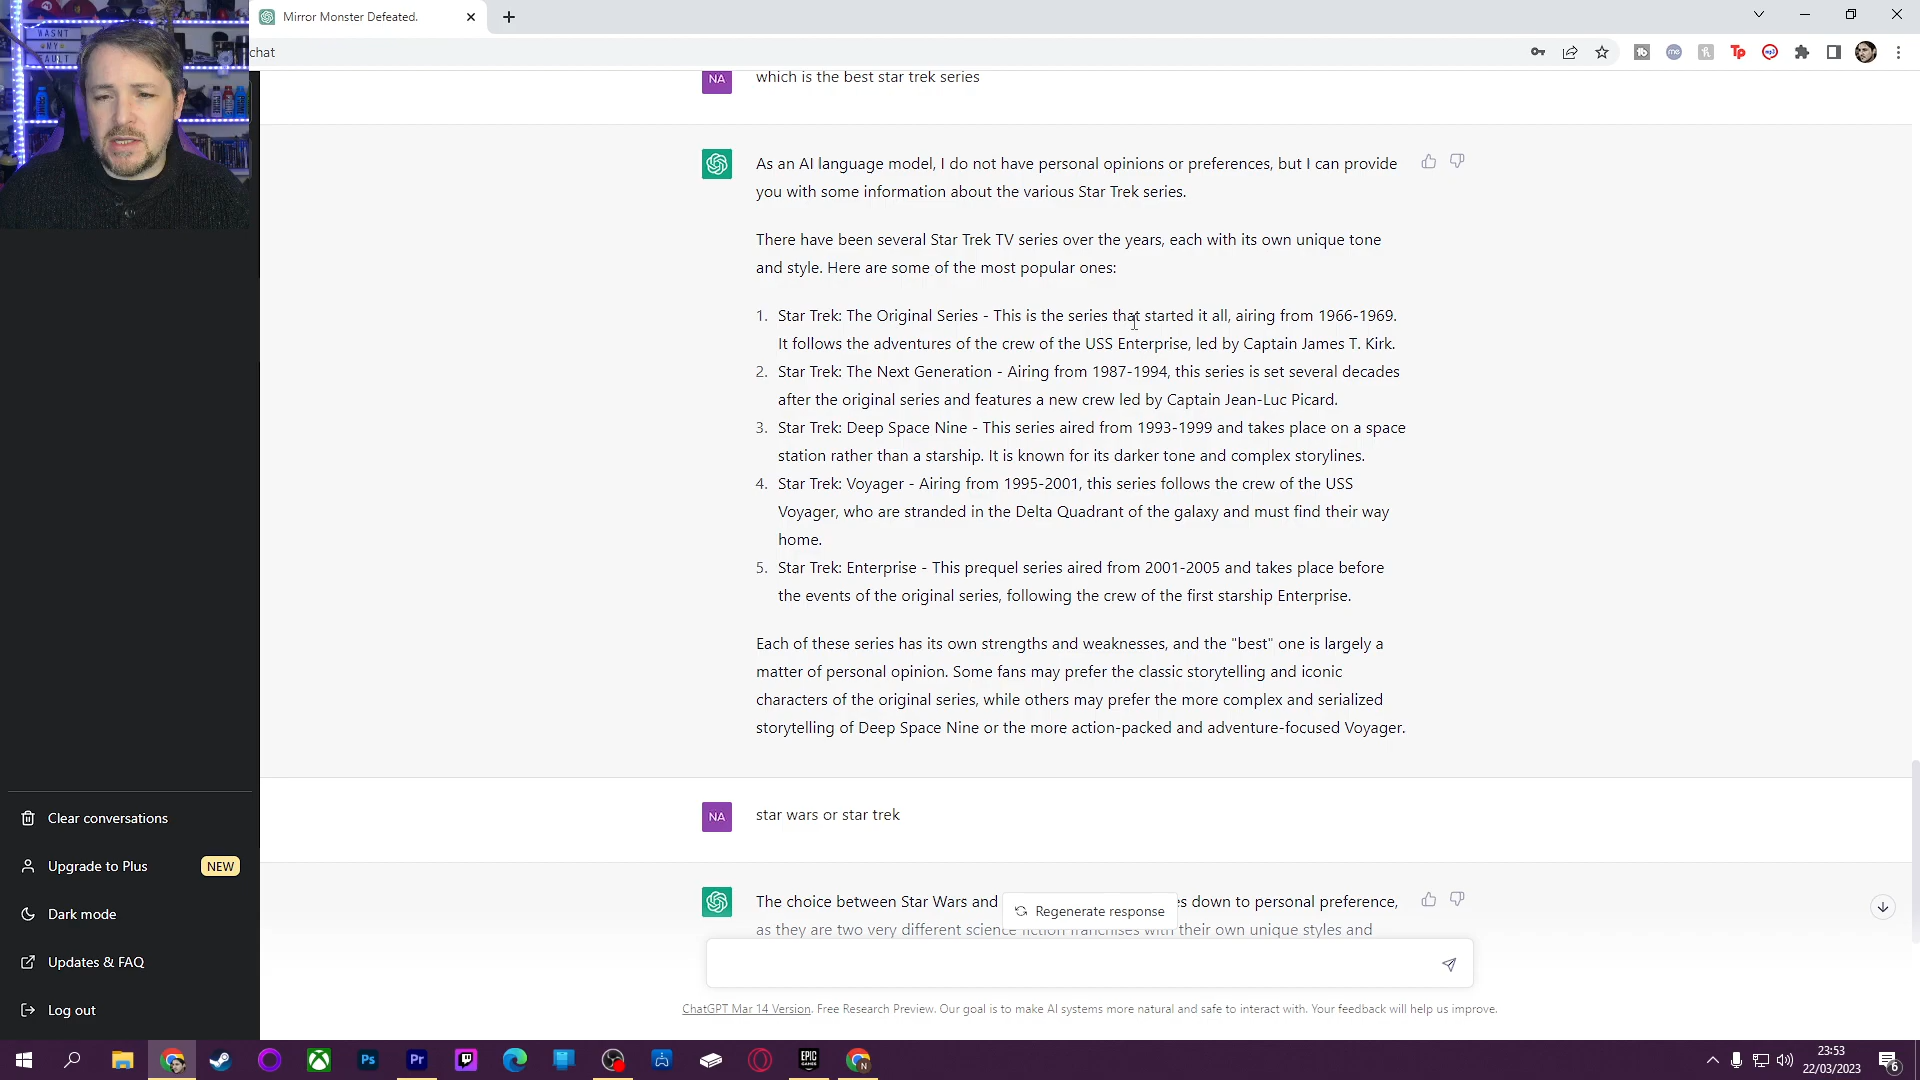 Mirror Monster Defeated.
chat
WASNT
MY
FAULT
NA
which is the best star trek series
As an AI language model, I do not have personal opinions or preferences, but I can provide
you with some information about the various Star Trek series.
There have been several Star Trek TV series over the years, each with its own unique tone
and style. Here are some of the most popular ones:
1. Star Trek: The Original Series - This is the series that started it all, airing from 1966-1969.
It follows the adventures of the crew of the USS Enterprise, led by Captain James T. Kirk.
2. Star Trek: The Next Generation - Airing from 1987-1994, this series is set several decades
after the original series and features a new crew led by Captain Jean-Luc Picard.
3. Star Trek: Deep Space Nine - This series aired from 1993-1999 and takes place on a space
station rather than a starship. It is known for its darker tone and complex storylines.
4. Star Trek: Voyager - Airing from 1995-2001, this series follows the crew of the USS
Voyager, who are stranded in the Delta Quadrant of the galaxy and must find their way
home.
5. Star Trek: Enterprise - This prequel series aired from 2001-2005 and takes place before
the events of the original series, following the crew of the first starship Enterprise.
Each of these series has its own strengths and weaknesses, and the "best" one is largely a
matter of personal opinion. Some fans may prefer the classic storytelling and iconic
characters of the original series, while others may prefer the more complex and serialized
storytelling of Deep Space Nine or the more action-packed and adventure-focused Voyager.
NA
star wars or star trek
The choice between Star Wars and
es down to personal preference,
Regenerate response
as they are two very different science fiction franchises with their own unique styles and
Clear conversations
Upgrade to Plus
NEW
Dark mode
Updates & FAQ
Log out
ChatGPT Mar 14 Version. Free Research Preview. Our goal is to make AI systems more natural and safe to interact with. Your feedback will help us improve.
Ps
Pr
EPIC
GAMES
N
23:53
22/03/2023
6